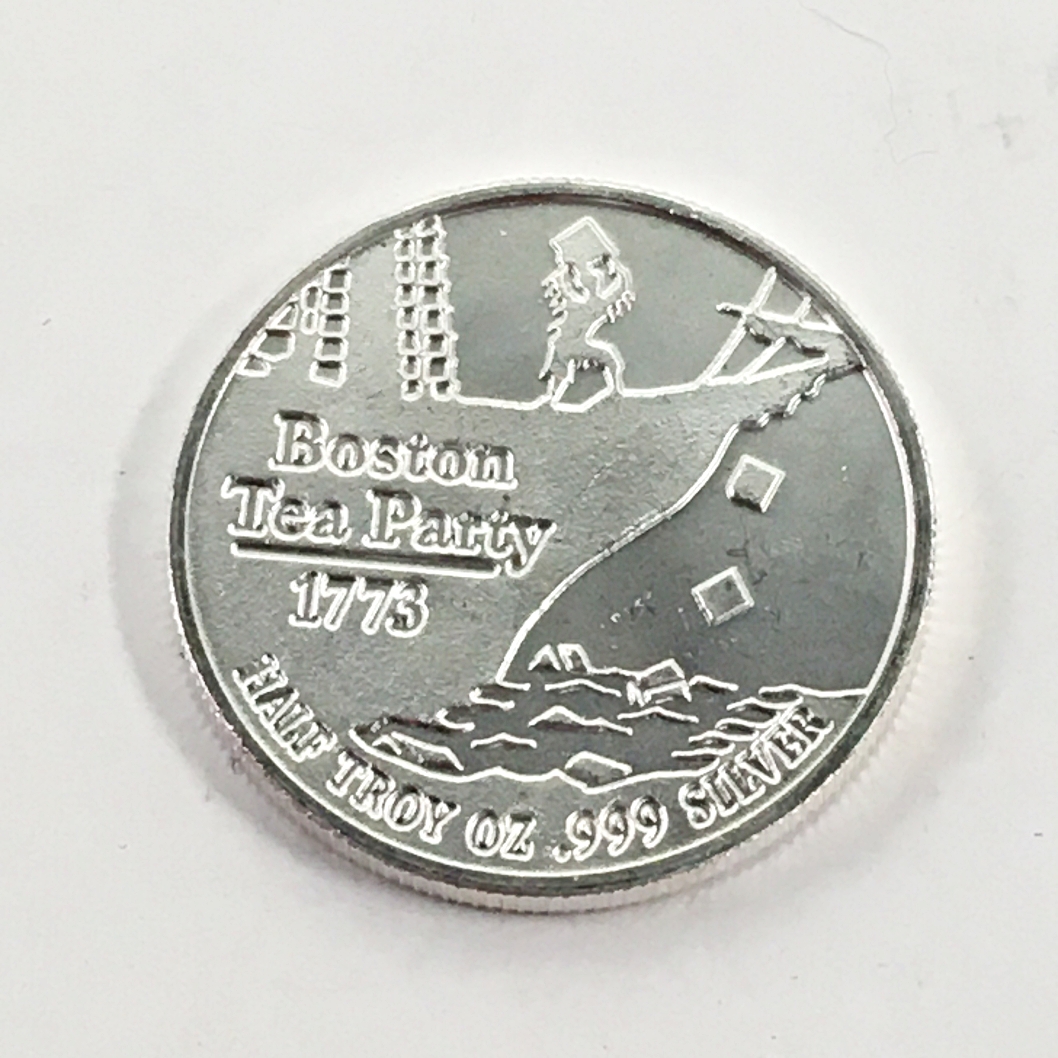 Boston
Tea Party
1773
HALF TROY OZ .999 SILVER